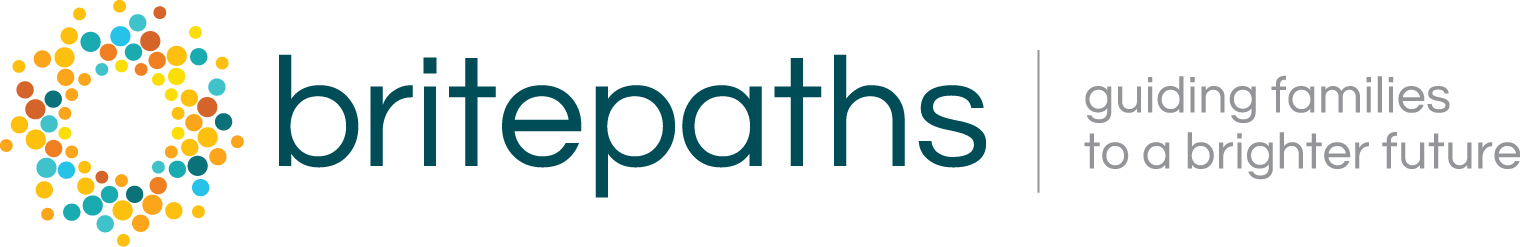 britepaths
guiding families
to a brighter future